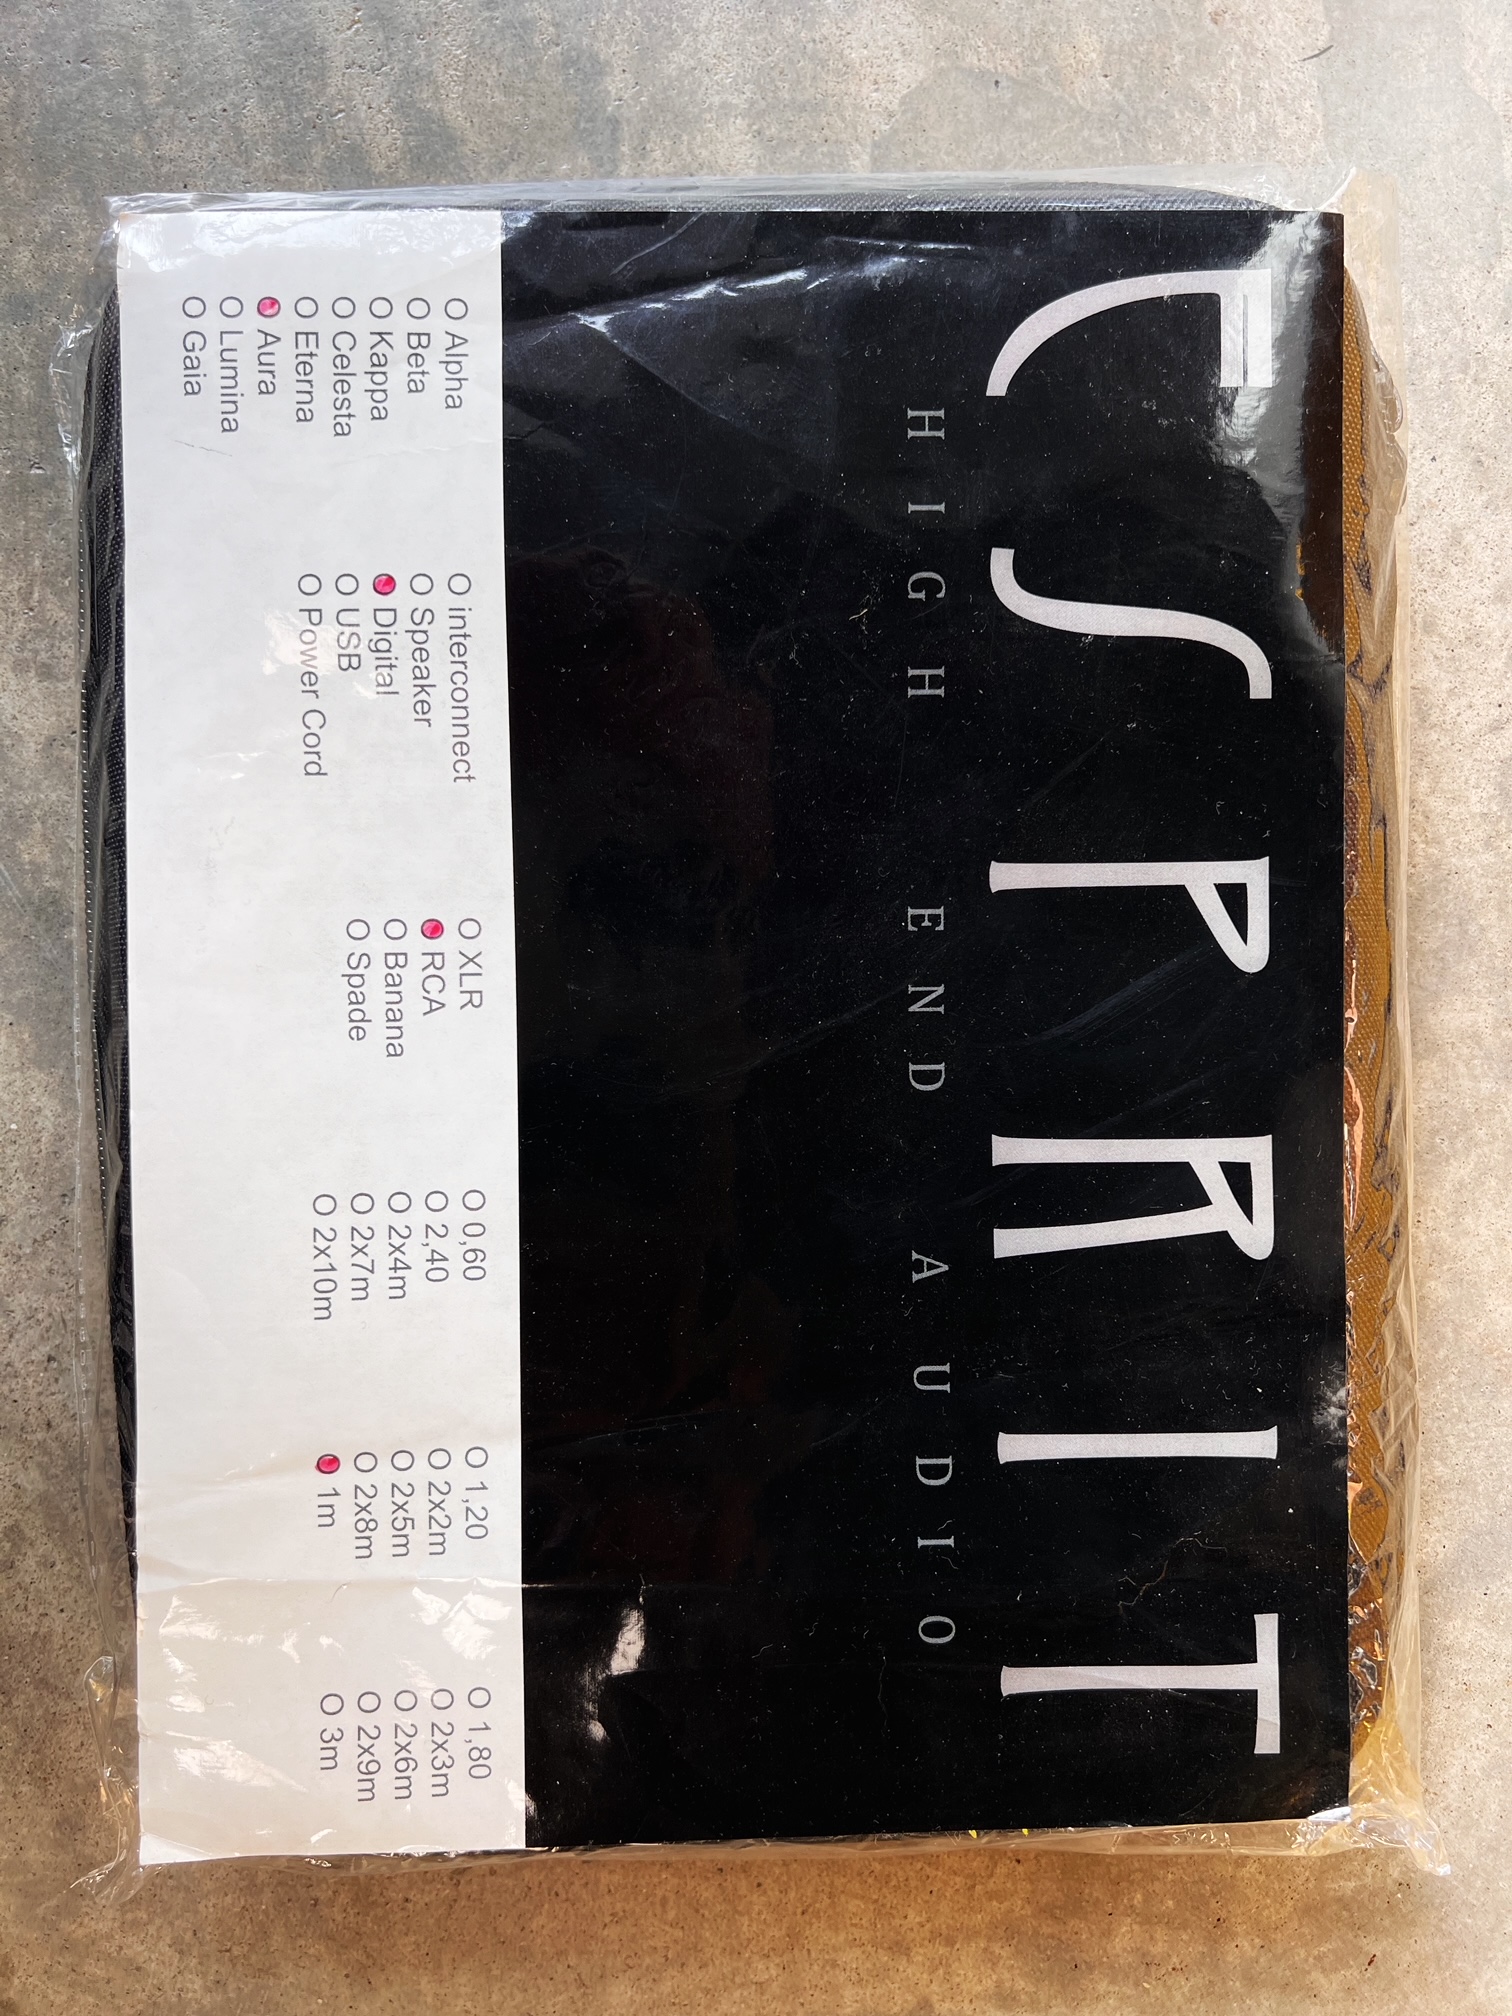 ESPRIT
HIGH END AUDIO
Alpha interconnect XLR 0,60 1,20 1,80
Beta Speaker RCA 2,40 2x2m 2x3m
Kappa Digital Banana 2x4m 2x5m 2x6m
Celesta USB Spade 2x7m 2x8m 2x9m
Eterna Power Cord 2x10m 1m 3m
Aura
Lumina
Gaia